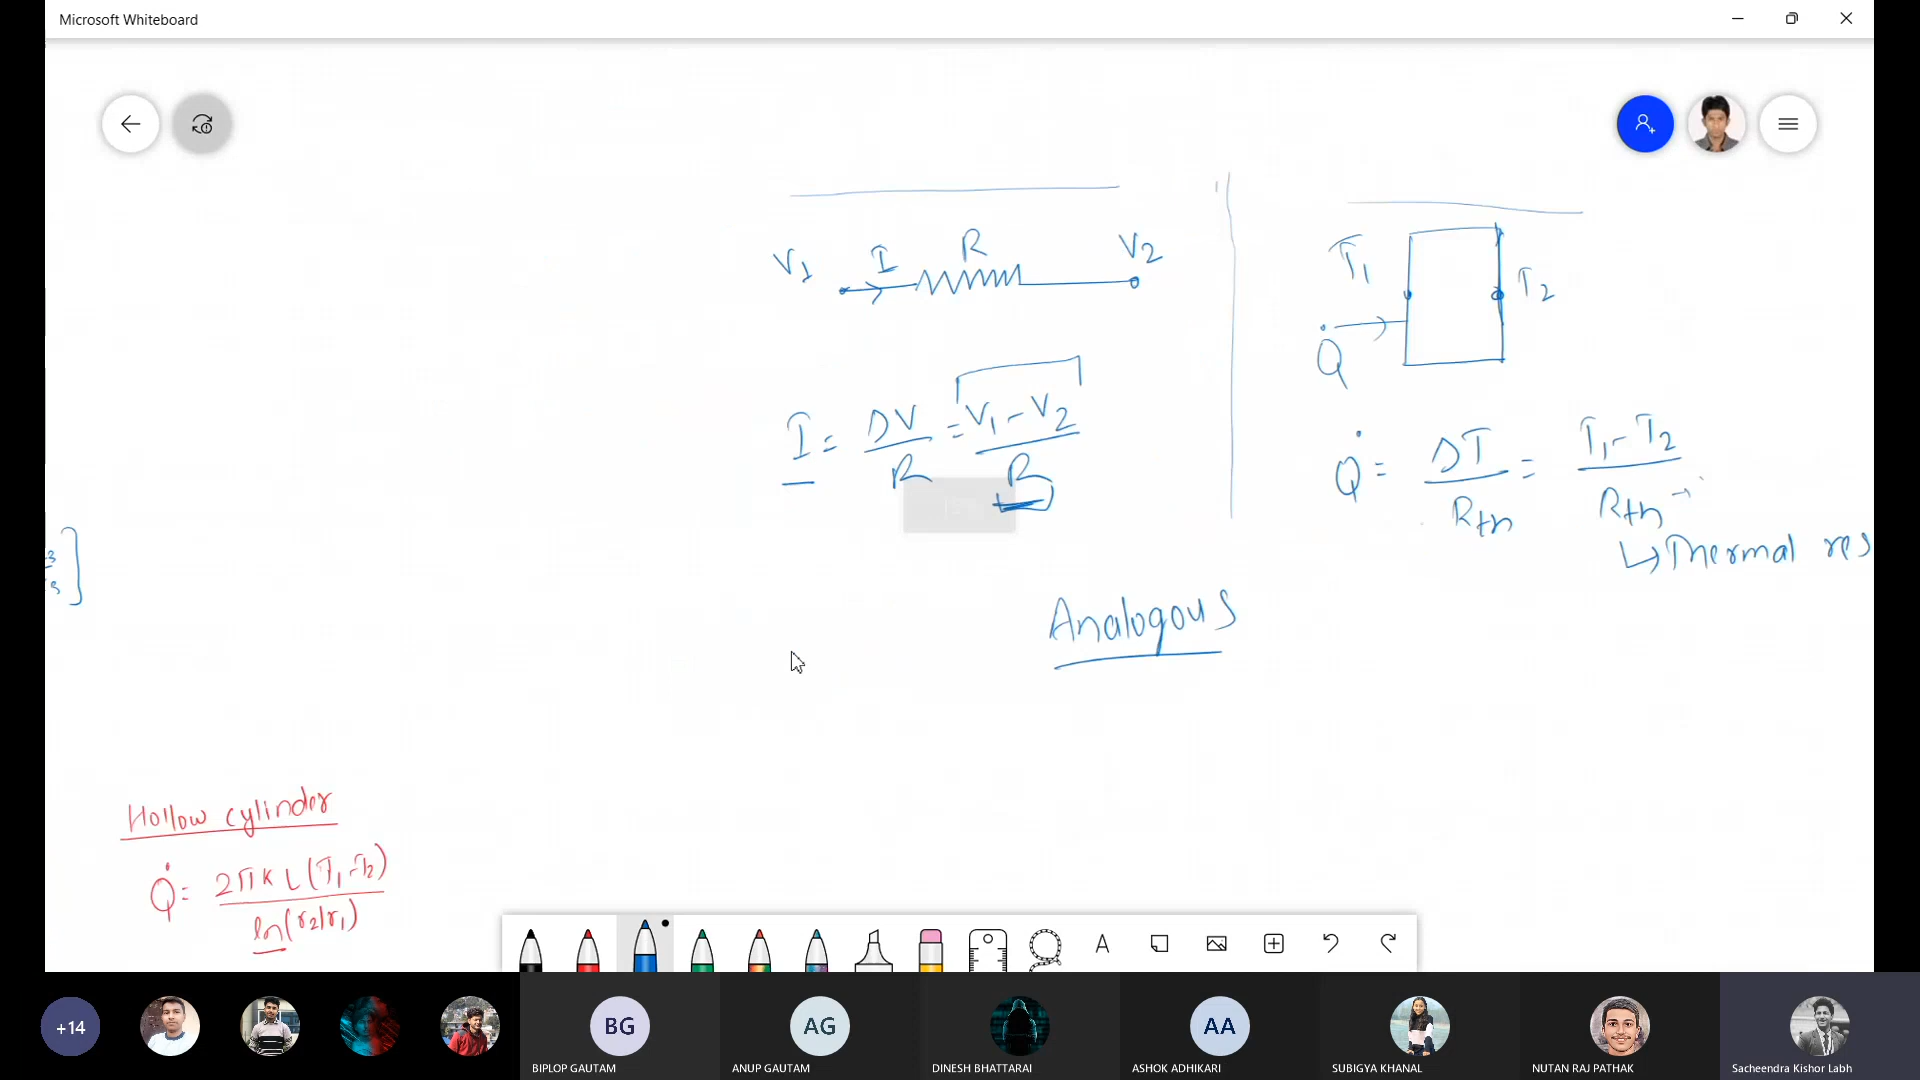 Microsoft Whiteboard
V1 I R V2
I = ΔV/R = V1-V2/R
T1 T2
Q̇
Q̇ = ΔT/Rth = T1-T2/Rth
↳Thermal res
Analogous
Hollow cylinder
Q̇ = 2πKL(T1-T2)/ln(r2/r1)
A
+14
BG
AG
AA
BIPLOP GAUTAM
ANUP GAUTAM
DINESH BHATTARAI
ASHOK ADHIKARI
SUBIGYA KHANAL
NUTAN RAJ PATHAK
Sacheendra Kishor Labh